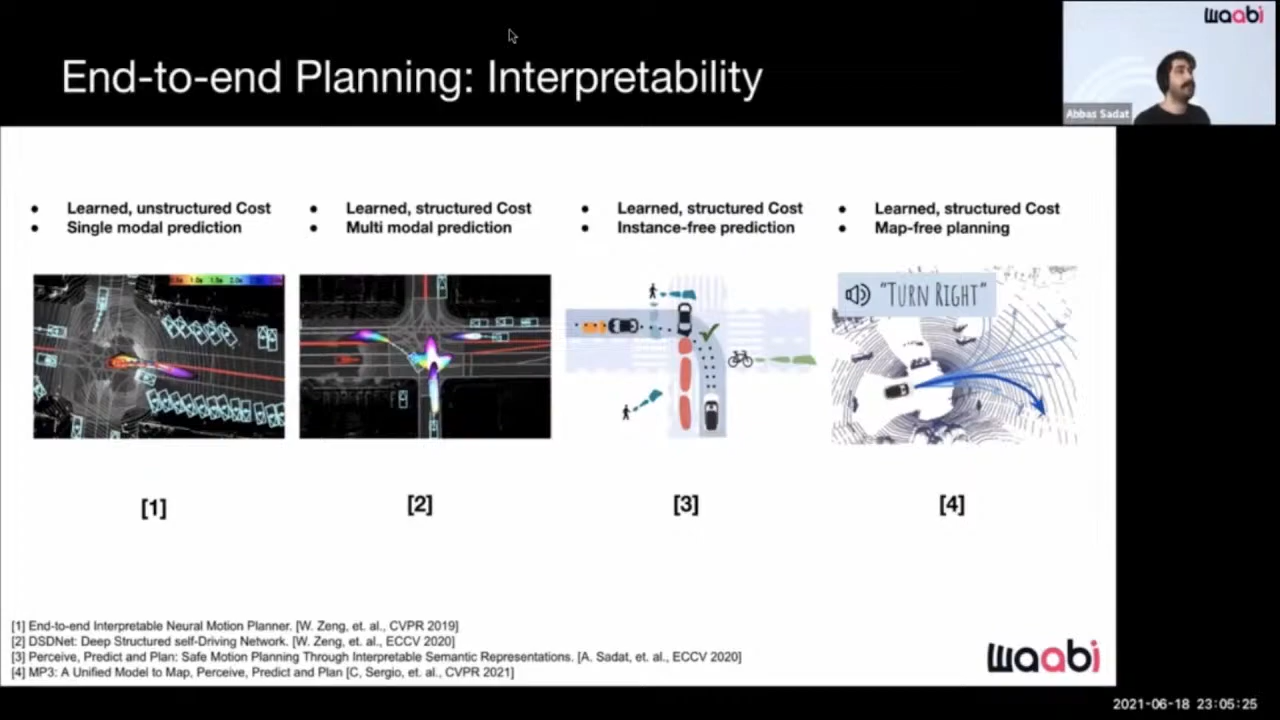 waabi
End-to-end Planning: Interpretability
Abbas Sadat
• Learned, unstructured Cost
• Single modal prediction
• Learned, structured Cost
• Multi modal prediction
• Learned, structured Cost
• Instance-free prediction
• Learned, structured Cost
• Map-free planning
"TURN RIGHT"
[1]
[2]
[3]
[4]
[1] End-to-end Interpretable Neural Motion Planner. [W. Zeng, et. al., CVPR 2019]
[2] DSDNet: Deep Structured self-Driving Network. [W. Zeng, et. al., ECCV 2020]
[3] Perceive, Predict and Plan: Safe Motion Planning Through Interpretable Semantic Representations. [A. Sadat, et. al., ECCV 2020]
[4] MP3: A Unified Model to Map, Perceive, Predict and Plan [C, Sergio, et. al., CVPR 2021]
waabi
2021-06-18 23:05:25